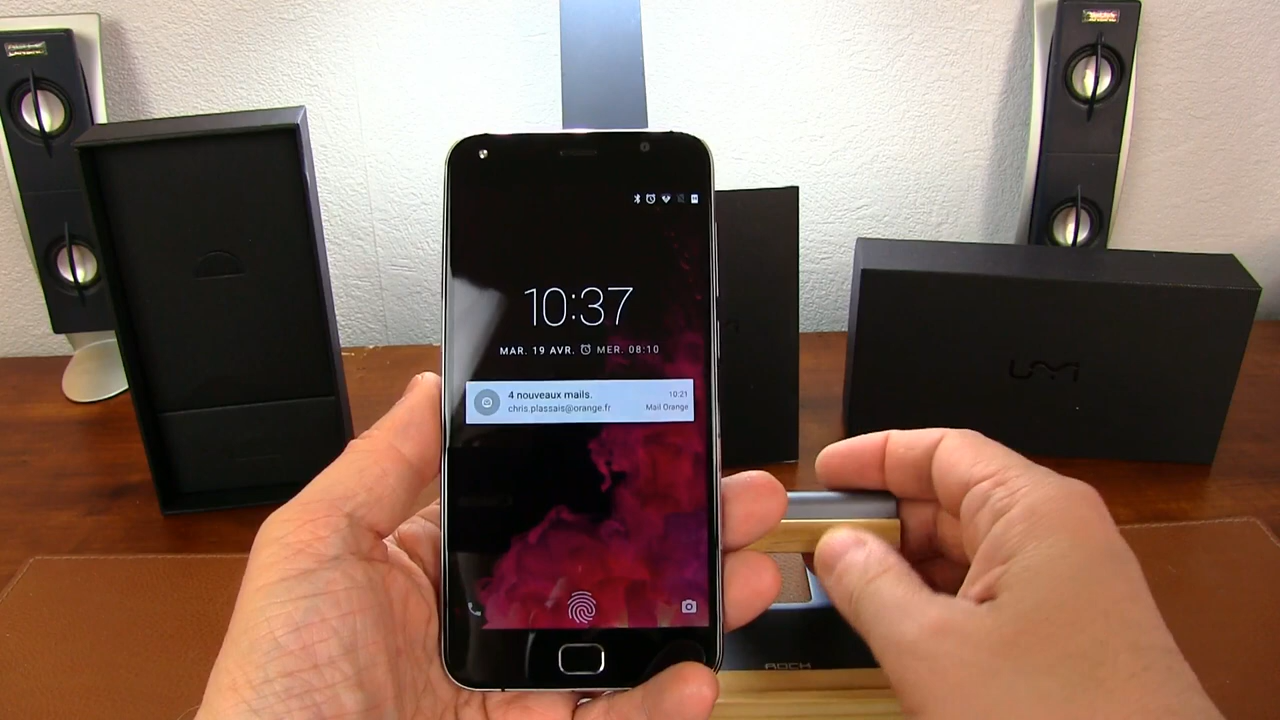 10:37
MAR. 19 AVR. MER. 08:10
4 nouveaux mails. 10:21
chris.plassais@orange.fr Mail Orange
UMI
ROCK